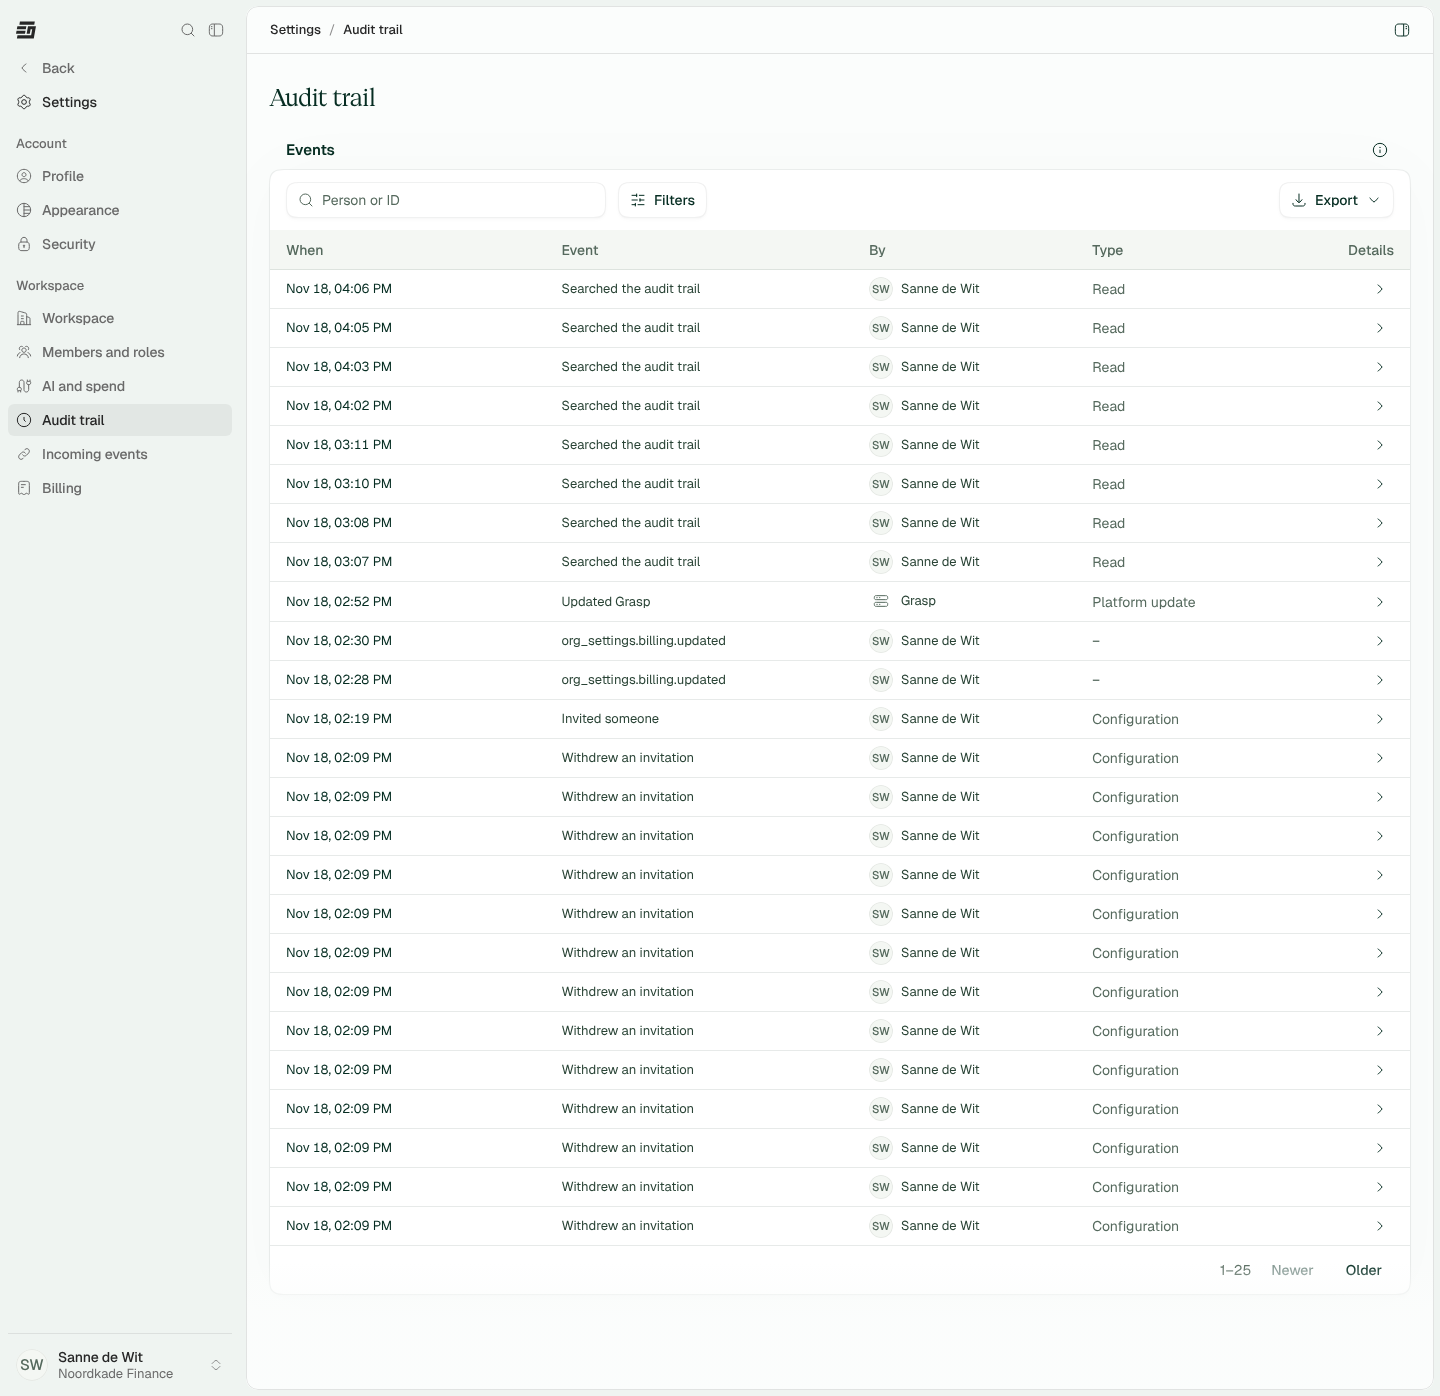 Settings / Audit trail
Back
Settings
Account
Profile
Appearance
Security
Workspace
Workspace
Members and roles
AI and spend
Audit trail
Incoming events
Billing
SW Sanne de Wit
Noordkade Finance
Audit trail
Events
Person or ID Filters Export
When Event By Type Details
Nov 18, 04:06 PM Searched the audit trail SW Sanne de Wit Read
Nov 18, 04:05 PM Searched the audit trail SW Sanne de Wit Read
Nov 18, 04:03 PM Searched the audit trail SW Sanne de Wit Read
Nov 18, 04:02 PM Searched the audit trail SW Sanne de Wit Read
Nov 18, 03:11 PM Searched the audit trail SW Sanne de Wit Read
Nov 18, 03:10 PM Searched the audit trail SW Sanne de Wit Read
Nov 18, 03:08 PM Searched the audit trail SW Sanne de Wit Read
Nov 18, 03:07 PM Searched the audit trail SW Sanne de Wit Read
Nov 18, 02:52 PM Updated Grasp Grasp Platform update
Nov 18, 02:30 PM org_settings.billing.updated SW Sanne de Wit –
Nov 18, 02:28 PM org_settings.billing.updated SW Sanne de Wit –
Nov 18, 02:19 PM Invited someone SW Sanne de Wit Configuration
Nov 18, 02:09 PM Withdrew an invitation SW Sanne de Wit Configuration
Nov 18, 02:09 PM Withdrew an invitation SW Sanne de Wit Configuration
Nov 18, 02:09 PM Withdrew an invitation SW Sanne de Wit Configuration
Nov 18, 02:09 PM Withdrew an invitation SW Sanne de Wit Configuration
Nov 18, 02:09 PM Withdrew an invitation SW Sanne de Wit Configuration
Nov 18, 02:09 PM Withdrew an invitation SW Sanne de Wit Configuration
Nov 18, 02:09 PM Withdrew an invitation SW Sanne de Wit Configuration
Nov 18, 02:09 PM Withdrew an invitation SW Sanne de Wit Configuration
Nov 18, 02:09 PM Withdrew an invitation SW Sanne de Wit Configuration
Nov 18, 02:09 PM Withdrew an invitation SW Sanne de Wit Configuration
Nov 18, 02:09 PM Withdrew an invitation SW Sanne de Wit Configuration
Nov 18, 02:09 PM Withdrew an invitation SW Sanne de Wit Configuration
Nov 18, 02:09 PM Withdrew an invitation SW Sanne de Wit Configuration
1–25 Newer Older